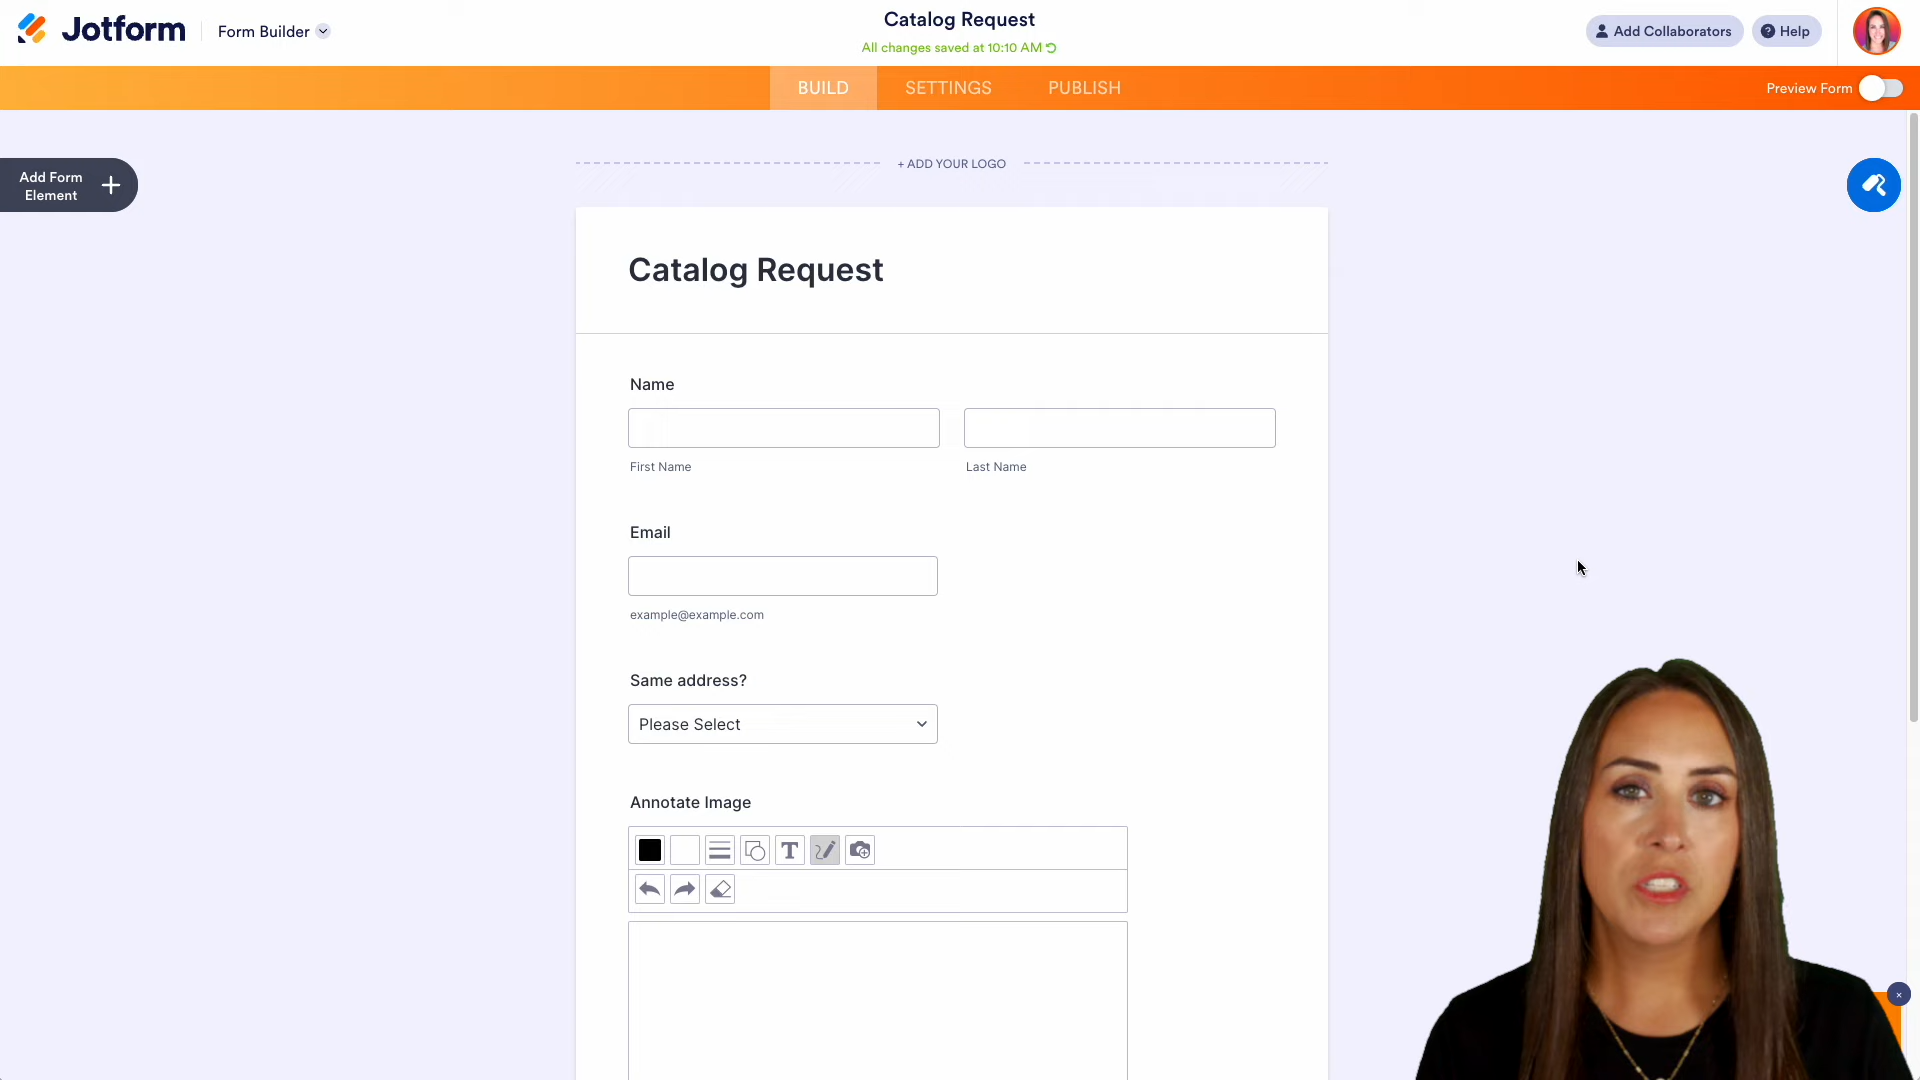 Jotform
Form Builder
Catalog Request
All changes saved at 10:10 AM
Add Collaborators
Help
BUILD
SETTINGS
PUBLISH
Preview Form
Add Form
Element
+ ADD YOUR LOGO
Catalog Request
Name
First Name
Last Name
Email
example@example.com
Same address?
Please Select
Annotate Image
T